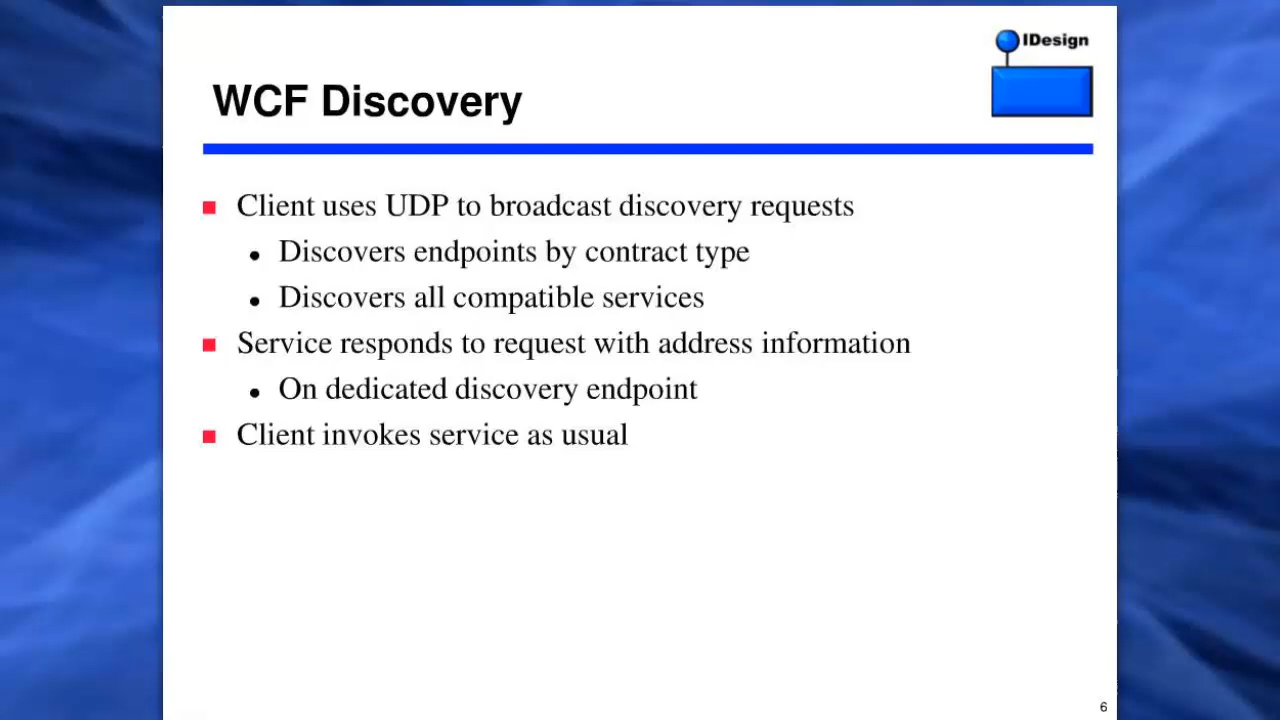 IDesign
WCF Discovery
Client uses UDP to broadcast discovery requests
Discovers endpoints by contract type
Discovers all compatible services
Service responds to request with address information
On dedicated discovery endpoint
Client invokes service as usual
6